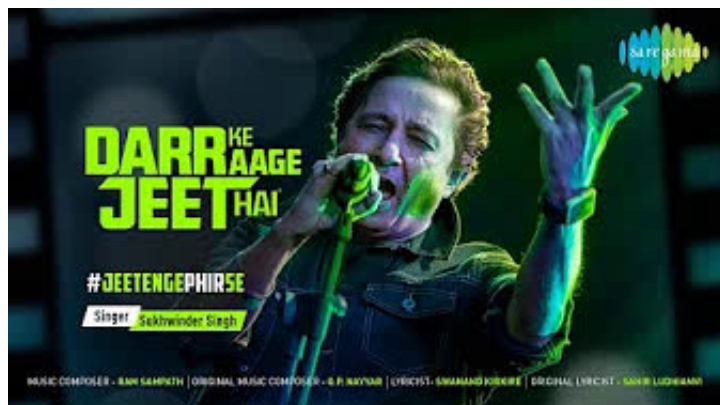 saregama
DARR KE
AAGE
JEET HAI
#JEETENGEPHIRSE
Singer Sukhwinder Singh
MUSIC COMPOSER - RAM SAMPATH | ORIGINAL MUSIC COMPOSER - O.P. NAYYAR | LYRICIST - SWANAND KIRKIRE | ORIGINAL LYRICIST - SAHIR LUDHIANVI